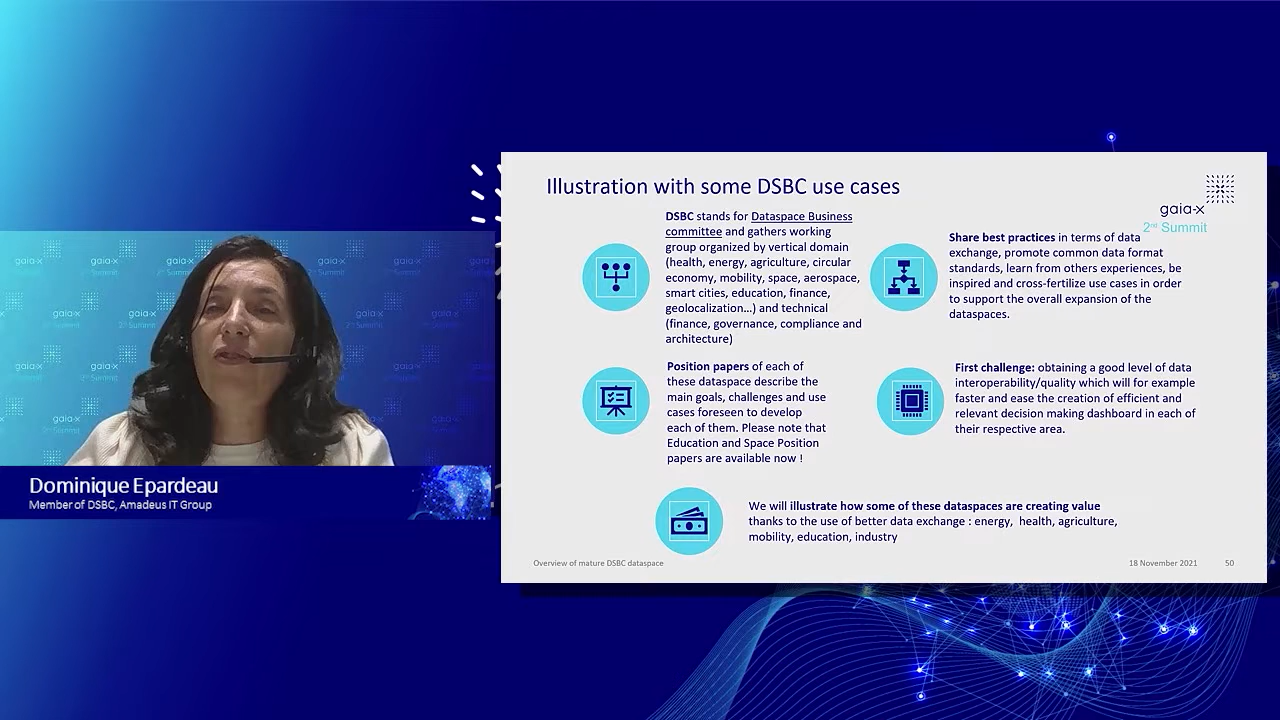 Illustration with some DSBC use cases
gaia-x
2nd Summit
DSBC stands for Dataspace Business
committee and gathers working
group organized by vertical domain
(health, energy, agriculture, circular
economy, mobility, space, aerospace,
smart cities, education, finance,
geolocalization...) and technical
(finance, governance, compliance and
architecture)
Share best practices in terms of data
exchange, promote common data format
standards, learn from others experiences, be
inspired and cross-fertilize use cases in order
to support the overall expansion of the
dataspaces.
Position papers of each of
these dataspace describe the
main goals, challenges and use
cases foreseen to develop
each of them. Please note that
Education and Space Position
papers are available now !
First challenge: obtaining a good level of data
interoperability/quality which will for example
faster and ease the creation of efficient and
relevant decision making dashboard in each of
their respective area.
We will illustrate how some of these dataspaces are creating value
thanks to the use of better data exchange : energy, health, agriculture,
mobility, education, industry
Overview of mature DSBC dataspace
18 November 2021
50
Dominique Epardeau
Member of DSBC, Amadeus IT Group